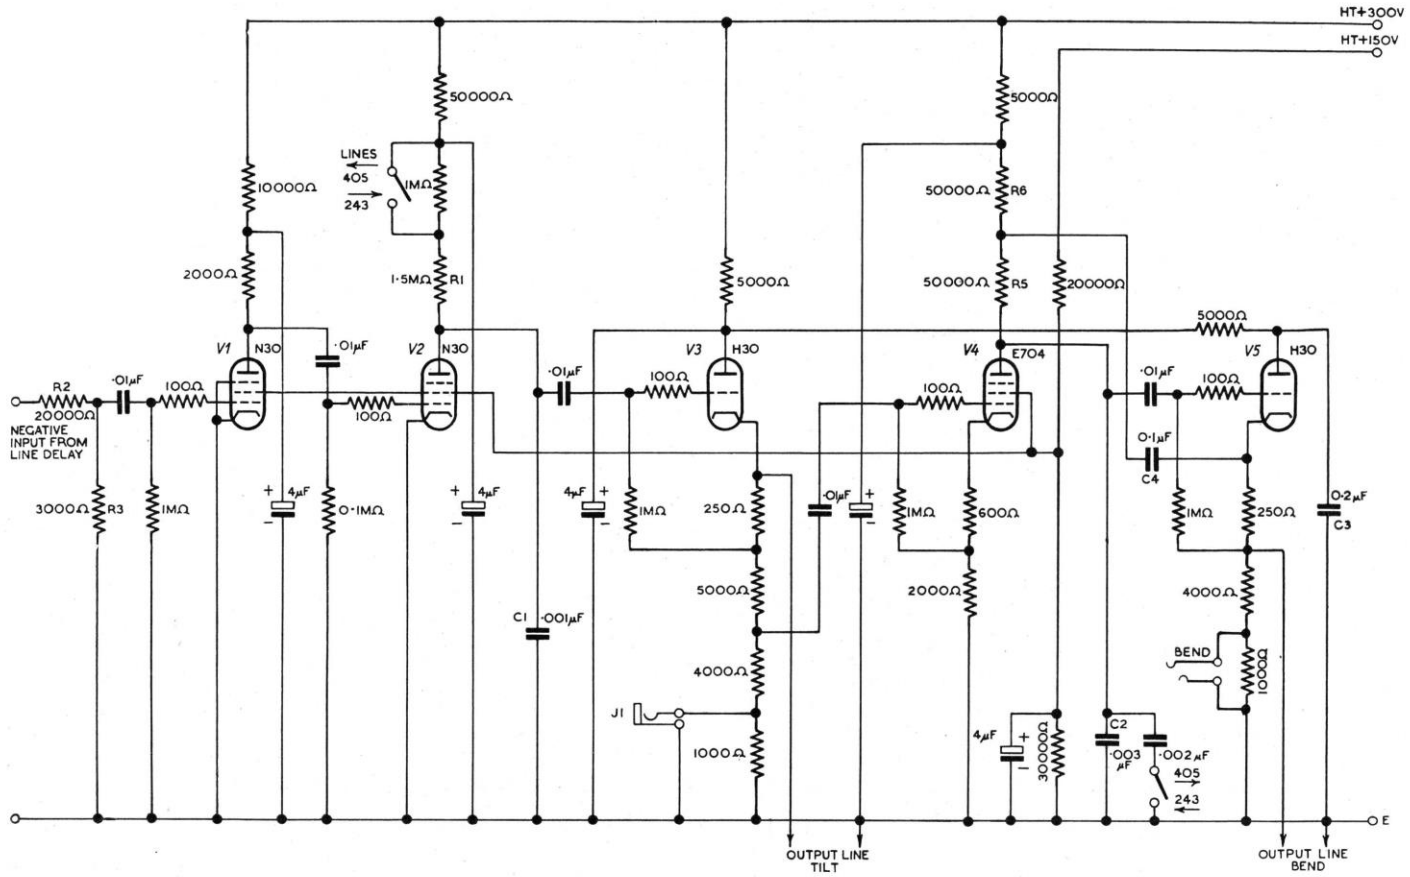 HT+300V
HT+150V
50000Ω
5000Ω
LINES
405
243
1MΩ
10000Ω
50000Ω R6
2000Ω
1·5MΩ R1
5000Ω
50000Ω R5
20000Ω
5000Ω
V1 N30
·01μF
V2 N30
V3 H30
V4 E704
V5 H30
R2
20000Ω
·01μF
100Ω
100Ω
·01μF
100Ω
100Ω
·01μF
100Ω
NEGATIVE
INPUT FROM
LINE DELAY
0·1μF
C4
3000Ω R3
1MΩ
+
4μF
−
0·1MΩ
+
4μF
−
4μF +
−
1MΩ
250Ω
·01μF
+
−
1MΩ
600Ω
1MΩ
250Ω
0·2μF
C3
5000Ω
2000Ω
4000Ω
C1 ·001μF
4000Ω
BEND
1000Ω
J1
1000Ω
4μF +
−
30000Ω
C2
·003
μF
·002μF
405
243
E
OUTPUT LINE
TILT
OUTPUT LINE
BEND